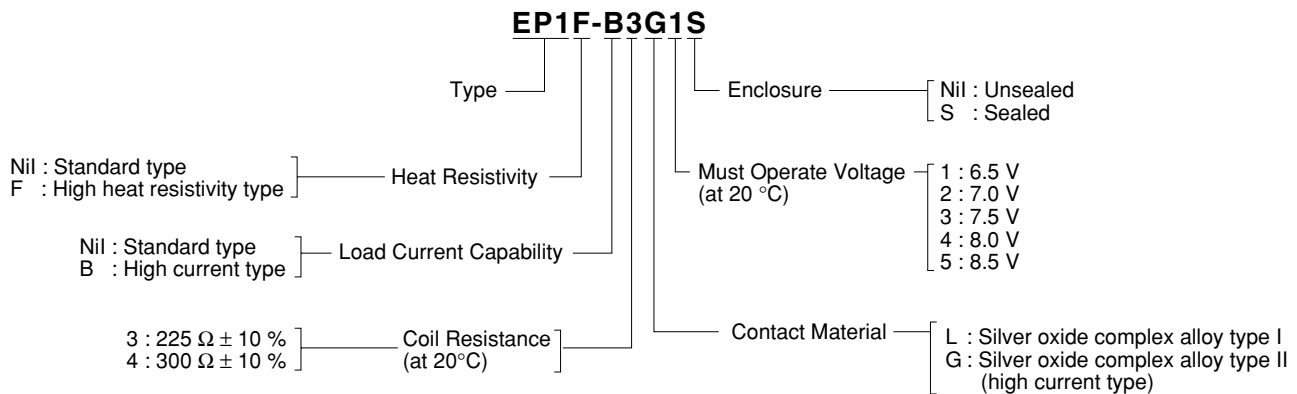 EP1F-B3G1S
Type
Enclosure
Nil : Unsealed
S : Sealed
Nil : Standard type
F : High heat resistivity type
Heat Resistivity
Must Operate Voltage
(at 20 °C)
1 : 6.5 V
2 : 7.0 V
3 : 7.5 V
4 : 8.0 V
5 : 8.5 V
Nil : Standard type
B : High current type
Load Current Capability
3 : 225 Ω ± 10 %
4 : 300 Ω ± 10 %
Coil Resistance
(at 20°C)
Contact Material
L : Silver oxide complex alloy type I
G : Silver oxide complex alloy type II
(high current type)